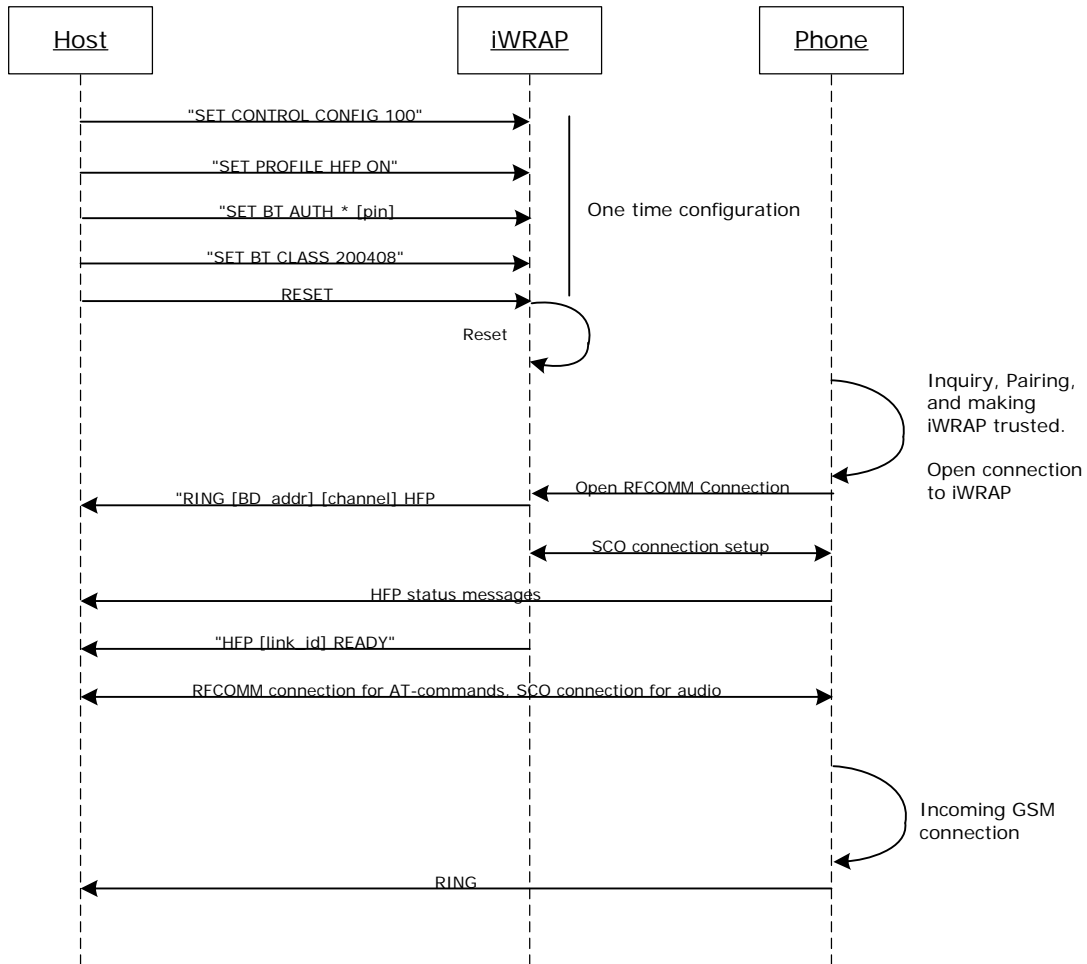 Host
iWRAP
Phone
"SET CONTROL CONFIG 100"
"SET PROFILE HFP ON"
"SET BT AUTH * [pin]
One time configuration
"SET BT CLASS 200408"
RESET
Reset
Inquiry, Pairing,
and making
iWRAP trusted.
Open connection
to iWRAP
Open RFCOMM Connection
"RING [BD_addr] [channel] HFP
SCO connection setup
HFP status messages
"HFP [link_id] READY"
RFCOMM connection for AT-commands. SCO connection for audio
Incoming GSM
connection
RING